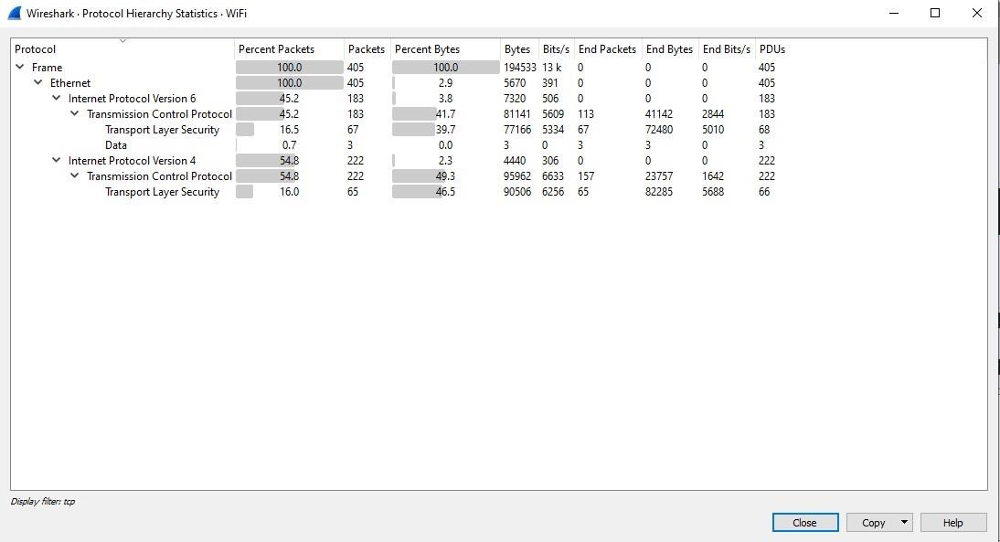 Wireshark · Protocol Hierarchy Statistics · WiFi
Protocol Percent Packets Packets Percent Bytes Bytes Bits/s End Packets End Bytes End Bits/s PDUs
Frame 100.0 405 100.0 194533 13 k 0 0 0 405
Ethernet 100.0 405 2.9 5670 391 0 0 0 405
Internet Protocol Version 6 45.2 183 3.8 7320 506 0 0 0 183
Transmission Control Protocol 45.2 183 41.7 81141 5609 113 41142 2844 183
Transport Layer Security 16.5 67 39.7 77166 5334 67 72480 5010 68
Data 0.7 3 0.0 3 0 3 3 0 3
Internet Protocol Version 4 54.8 222 2.3 4440 306 0 0 0 222
Transmission Control Protocol 54.8 222 49.3 95962 6633 157 23757 1642 222
Transport Layer Security 16.0 65 46.5 90506 6256 65 82285 5688 66
Display filter: tcp
Close Copy Help